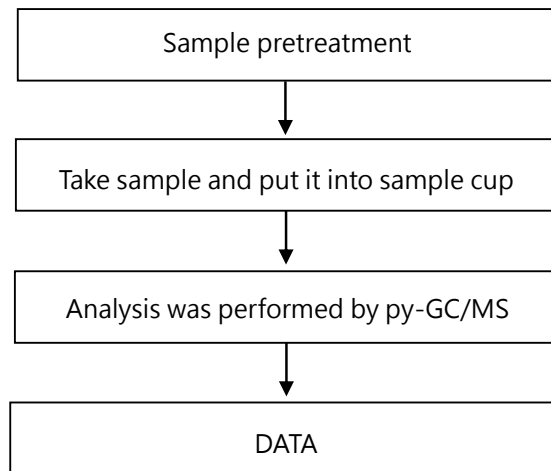 Sample pretreatment
Take sample and put it into sample cup
Analysis was performed by py-GC/MS
DATA